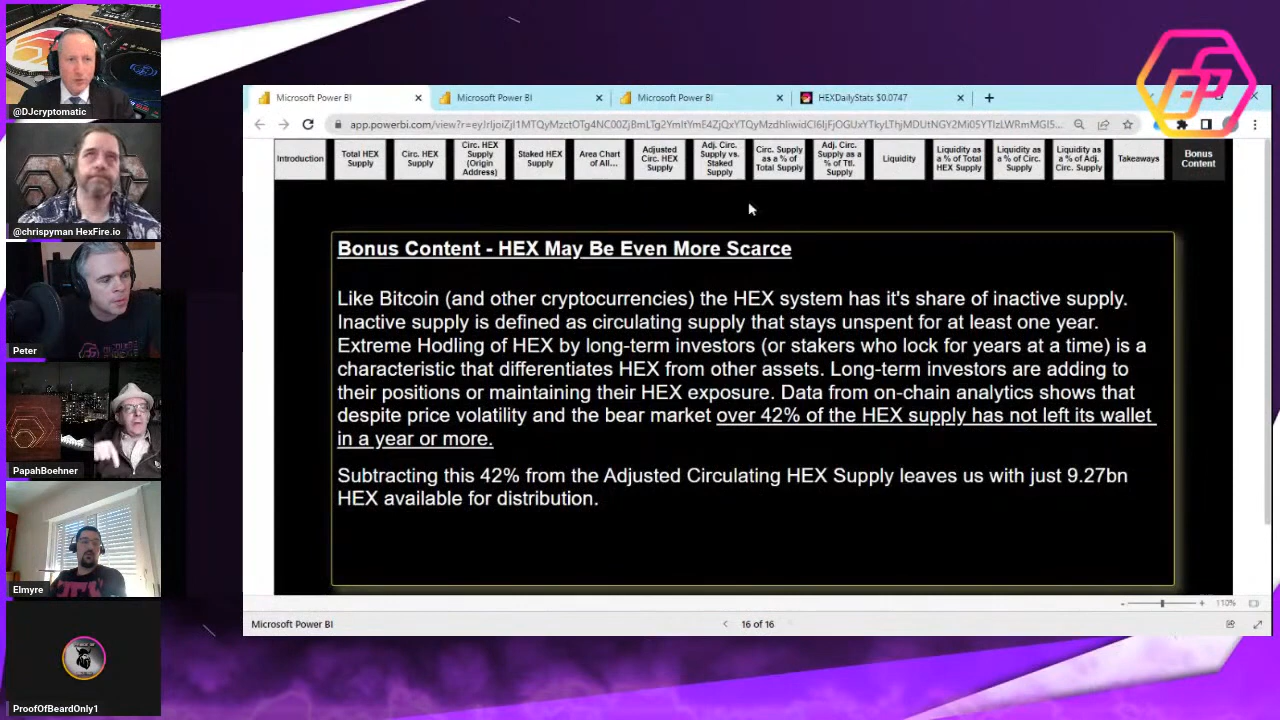 @DJcryptomatic
@chrispyman HexFire.io
Peter
PapahBoehner
Elmyre
ProofOfBeardOnly1
Microsoft Power BI
Microsoft Power BI
Microsoft Power BI
HEXDailyStats $0.0747
Introduction
Total HEX Supply
Circ. HEX Supply
Circ. HEX Supply (Origin Address)
Staked HEX Supply
Area Chart of All...
Adjusted Circ. HEX Supply
Adj. Circ. Supply vs. Staked Supply
Circ. Supply as a % of Total Supply
Adj. Circ. Supply as a % of Ttl. Supply
Liquidity
Liquidity as a % of Total HEX Supply
Liquidity as a % of Circ. Supply
Liquidity as a % of Adj. Circ. Supply
Takeaways
Bonus Content
Bonus Content - HEX May Be Even More Scarce
Like Bitcoin (and other cryptocurrencies) the HEX system has it's share of inactive supply.
Inactive supply is defined as circulating supply that stays unspent for at least one year.
Extreme Hodling of HEX by long-term investors (or stakers who lock for years at a time) is a
characteristic that differentiates HEX from other assets. Long-term investors are adding to
their positions or maintaining their HEX exposure. Data from on-chain analytics shows that
despite price volatility and the bear market over 42% of the HEX supply has not left its wallet
in a year or more.
Subtracting this 42% from the Adjusted Circulating HEX Supply leaves us with just 9.27bn
HEX available for distribution.
110%
Microsoft Power BI
16 of 16